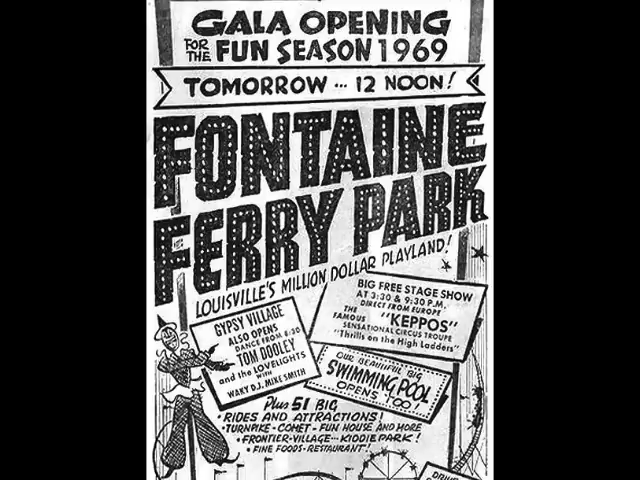 GALA OPENING
FOR THE FUN SEASON 1969
TOMORROW ... 12 NOON!
FONTAINE
FERRY PARK
LOUISVILLE'S MILLION DOLLAR PLAYLAND!
GYPSY VILLAGE
ALSO OPENS
DANCE FROM 8:30
TOM DOOLEY
and the LOVELIGHTS
WITH
WAKY D.J. MIKE SMITH
BIG FREE STAGE SHOW
AT 3:30 & 9:30 P.M.
DIRECT FROM EUROPE
THE FAMOUS "KEPPOS"
SENSATIONAL CIRCUS TROUPE
"Thrills on the High Ladders"
OUR BEAUTIFUL BIG
SWIMMING POOL
OPENS
Plus 51 BIG
• RIDES AND ATTRACTIONS!
• TURNPIKE - COMET - FUN HOUSE AND MORE
• FRONTIER - VILLAGE ... KIDDIE PARK!
• FINE FOODS - RESTAURANT!